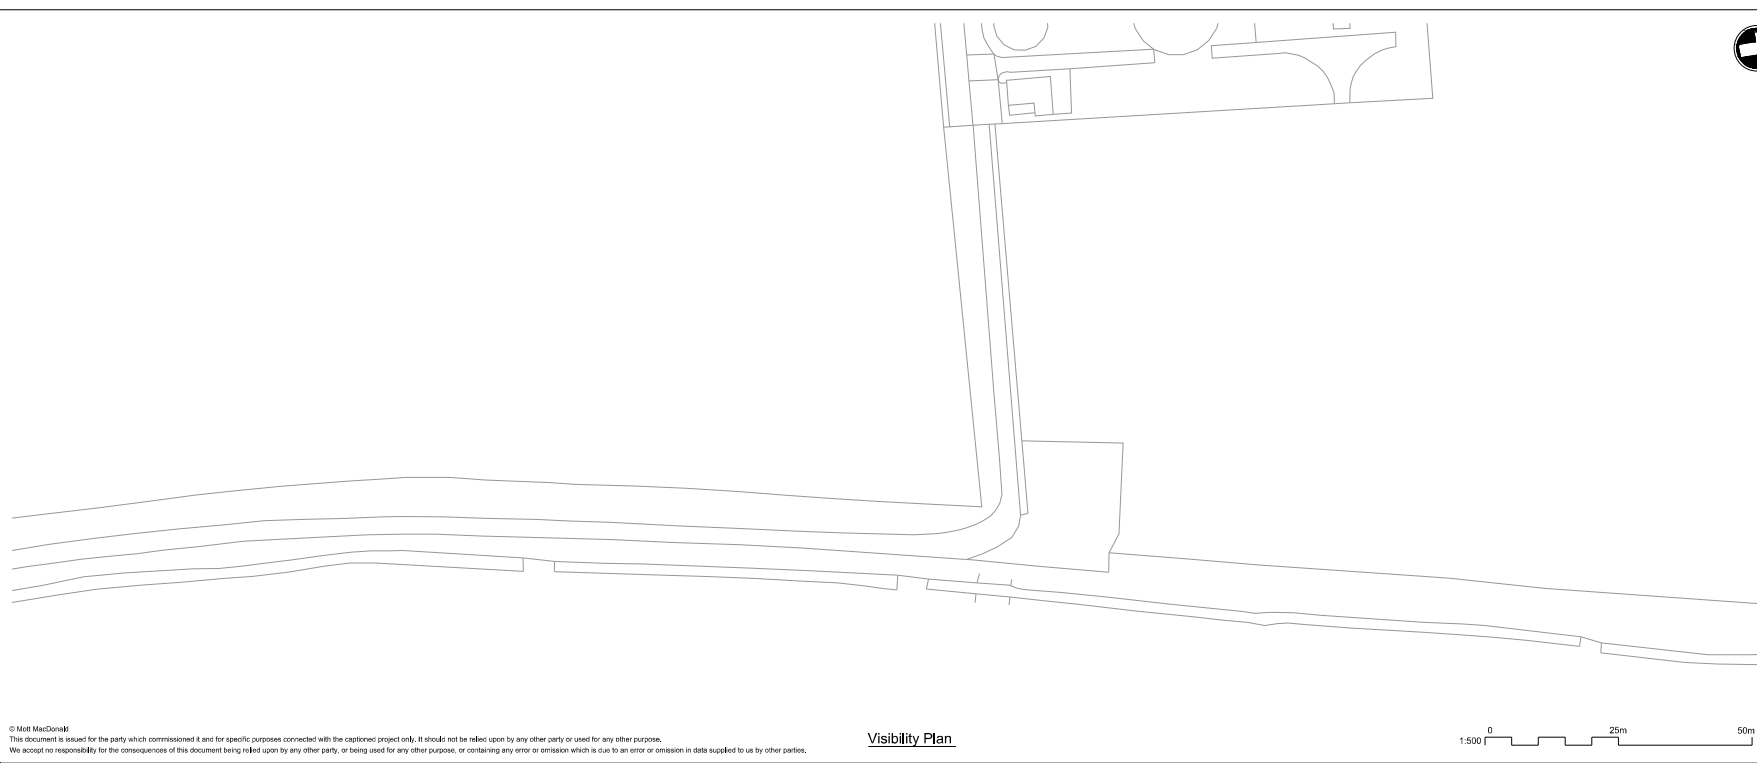 © Mott MacDonald
This document is issued for the party which commissioned it and for specific purposes connected with the captioned project only. It should not be relied upon by any other party or used for any other purpose.
We accept no responsibility for the consequences of this document being relied upon by any other party, or being used for any other purpose, or containing any error or omission which is due to an error or omission in data supplied to us by other parties.
Visibility Plan
0 25m 50m
1:500